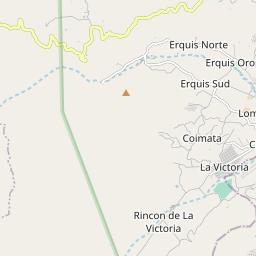 Erquis Norte
Erquis Oro
Erquis Sud
Lom
Coimata
C
La Victoria
Rincon de La
Victoria